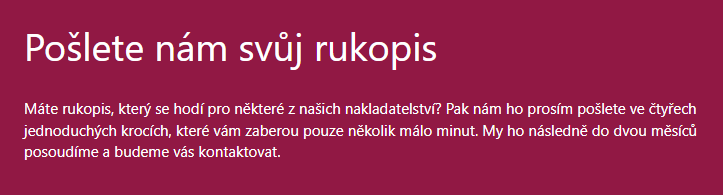 Pošlete nám svůj rukopis
Máte rukopis, který se hodí pro některé z našich nakladatelství? Pak nám ho prosím pošlete ve čtyřech
jednoduchých krocích, které vám zaberou pouze několik málo minut. My ho následně do dvou měsíců
posoudíme a budeme vás kontaktovat.